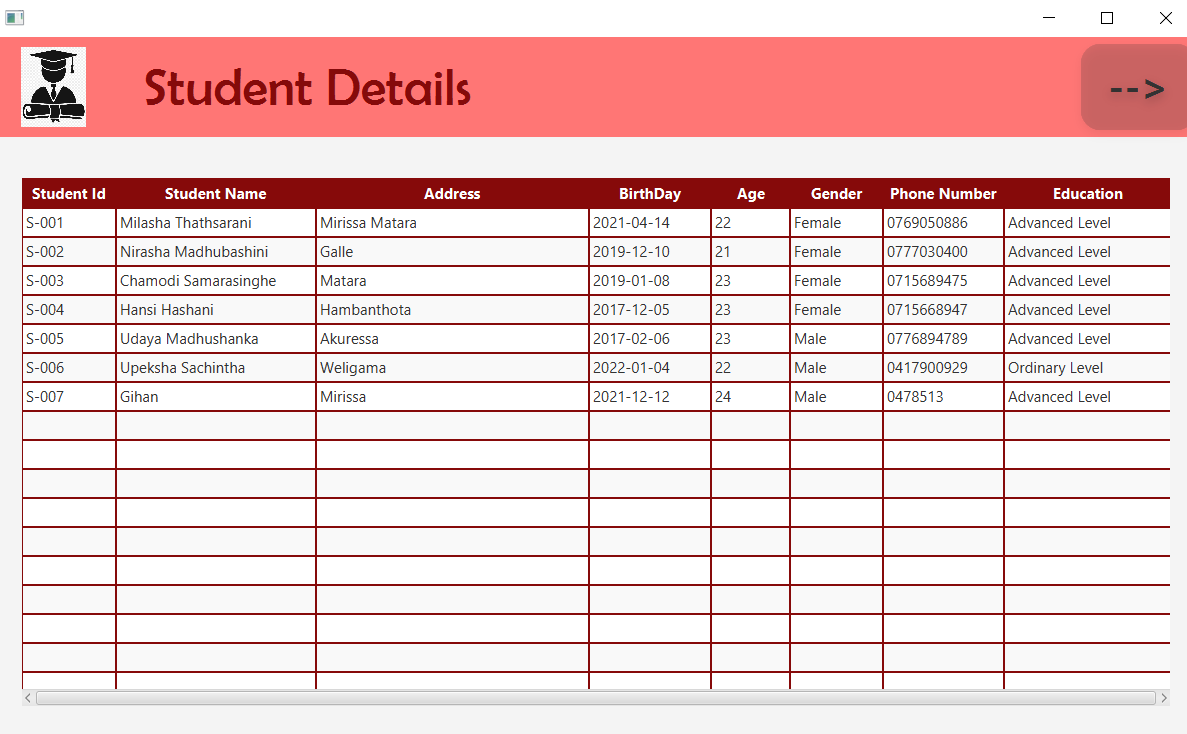 Student Details
-->
Student Id Student Name Address BirthDay Age Gender Phone Number Education
S-001 Milasha Thathsarani Mirissa Matara 2021-04-14 22 Female 0769050886 Advanced Level
S-002 Nirasha Madhubashini Galle 2019-12-10 21 Female 0777030400 Advanced Level
S-003 Chamodi Samarasinghe Matara 2019-01-08 23 Female 0715689475 Advanced Level
S-004 Hansi Hashani Hambanthota 2017-12-05 23 Female 0715668947 Advanced Level
S-005 Udaya Madhushanka Akuressa 2017-02-06 23 Male 0776894789 Advanced Level
S-006 Upeksha Sachintha Weligama 2022-01-04 22 Male 0417900929 Ordinary Level
S-007 Gihan Mirissa 2021-12-12 24 Male 0478513 Advanced Level